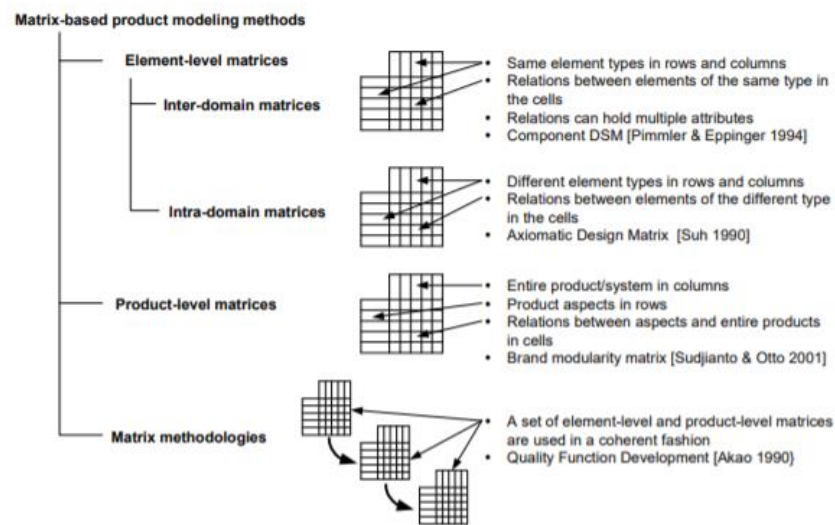 Matrix-based product modeling methods
Element-level matrices
Inter-domain matrices
• Same element types in rows and columns
• Relations between elements of the same type in
the cells
• Relations can hold multiple attributes
• Component DSM [Pimmler & Eppinger 1994]
Intra-domain matrices
• Different element types in rows and columns
• Relations between elements of the different type
in the cells
• Axiomatic Design Matrix [Suh 1990]
Product-level matrices
• Entire product/system in columns
• Product aspects in rows
• Relations between aspects and entire products
in cells
• Brand modularity matrix [Sudjianto & Otto 2001]
Matrix methodologies
• A set of element-level and product-level matrices
are used in a coherent fashion
• Quality Function Development [Akao 1990}